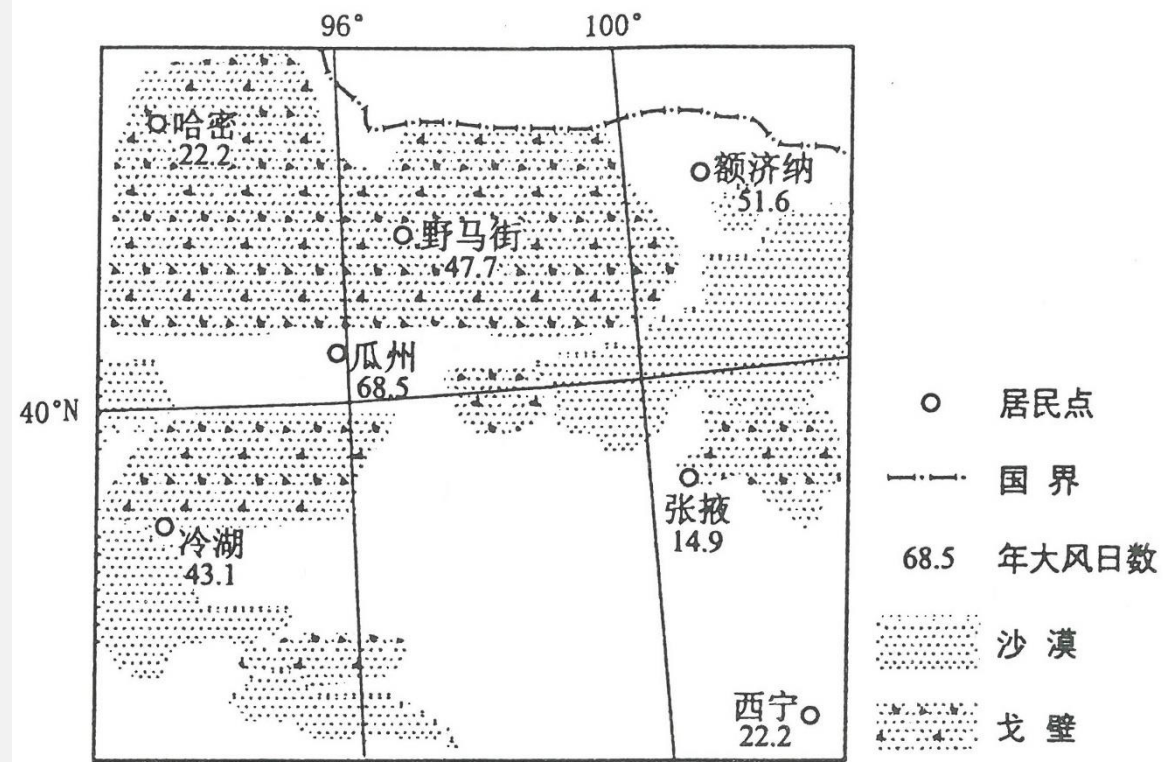 96°
100°
哈密
22.2
额济纳
51.6
野马街
47.7
瓜州
68.5
40°N
居民点
国界
张掖
14.9
冷湖
43.1
68.5 年大风日数
沙漠
西宁
22.2
戈壁